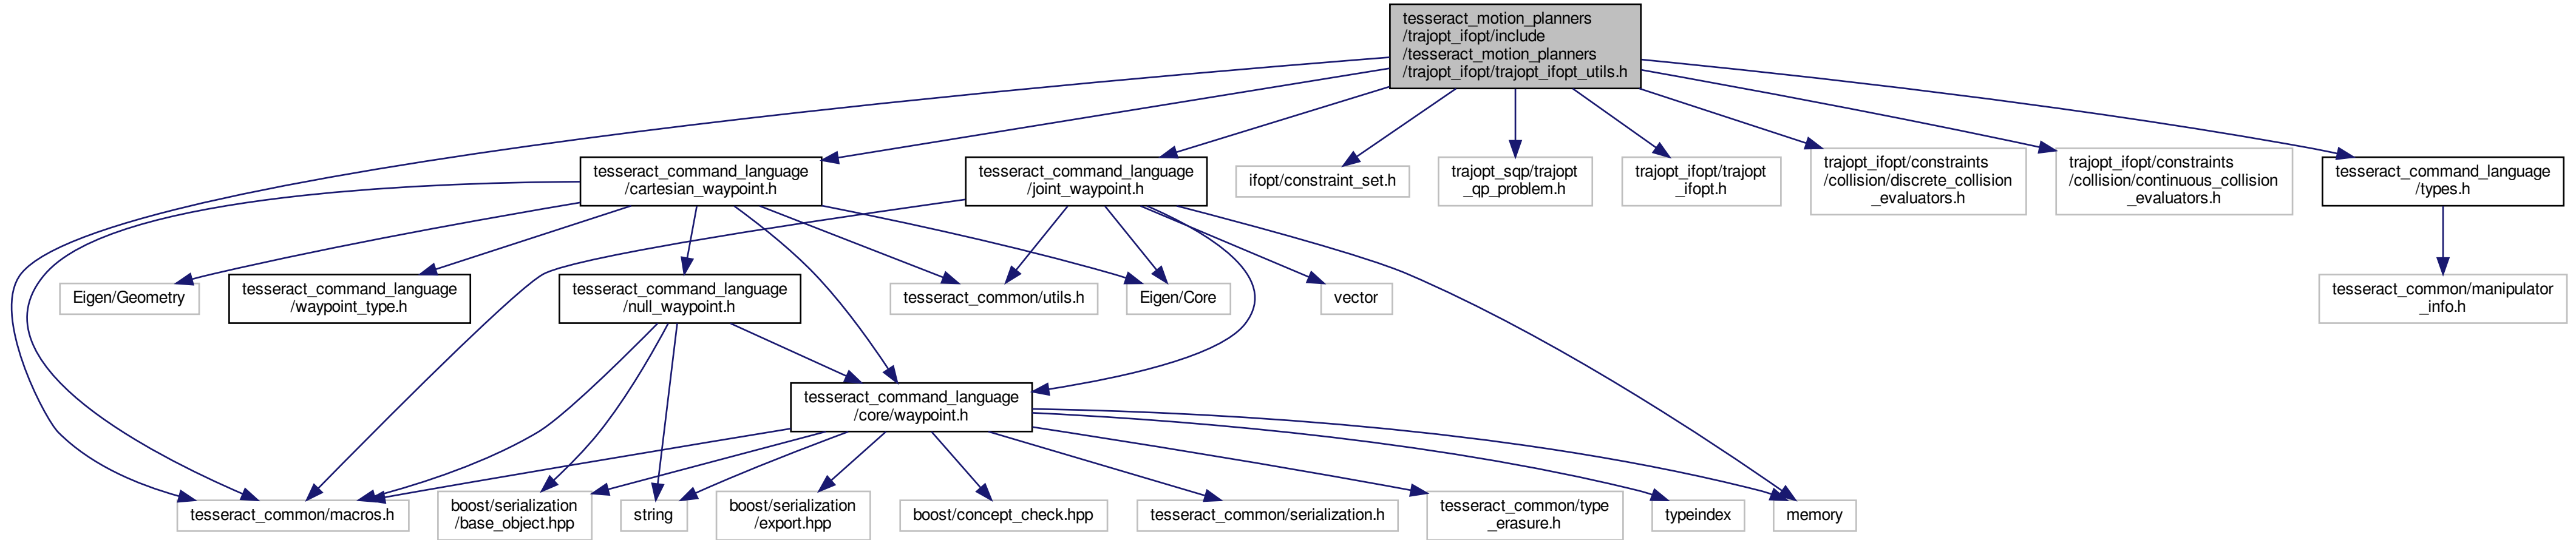 tesseract_motion_planners
/trajopt_ifopt/include
/tesseract_motion_planners
/trajopt_ifopt/trajopt_ifopt_utils.h
tesseract_command_language
/cartesian_waypoint.h
tesseract_command_language
/joint_waypoint.h
ifopt/constraint_set.h
trajopt_sqp/trajopt
_qp_problem.h
trajopt_ifopt/trajopt
_ifopt.h
trajopt_ifopt/constraints
/collision/discrete_collision
_evaluators.h
trajopt_ifopt/constraints
/collision/continuous_collision
_evaluators.h
tesseract_command_language
/types.h
Eigen/Geometry
tesseract_command_language
/waypoint_type.h
tesseract_command_language
/null_waypoint.h
tesseract_common/utils.h
Eigen/Core
vector
tesseract_common/manipulator
_info.h
tesseract_command_language
/core/waypoint.h
tesseract_common/macros.h
boost/serialization
/base_object.hpp
string
boost/serialization
/export.hpp
boost/concept_check.hpp
tesseract_common/serialization.h
tesseract_common/type
_erasure.h
typeindex
memory